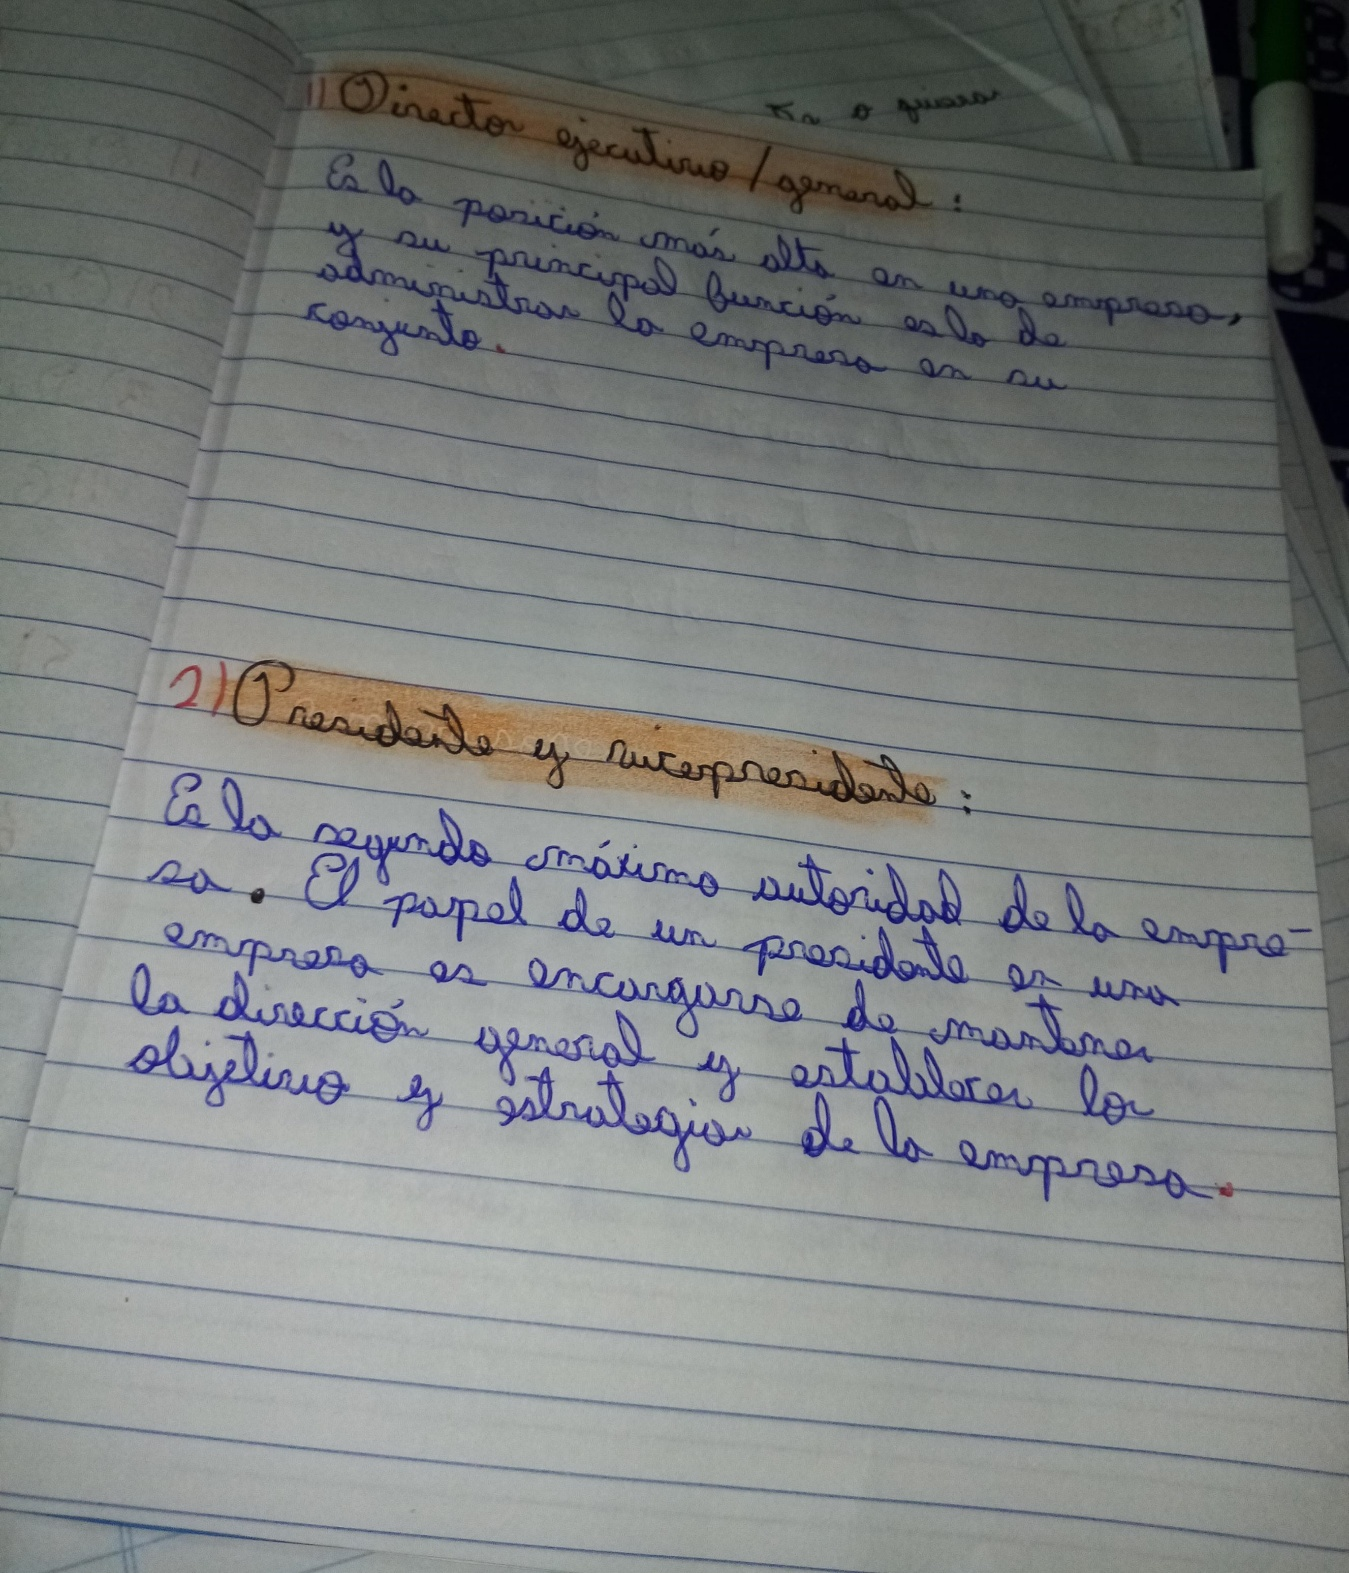 1) Director ejecutivo / general :
Es la posición más alta en una empresa,
y su principal función es la de
administrar la empresa en su
conjunto.
2) Presidente y vicepresidente :
Es la segunda máxima autoridad de la empre-
sa. El papel de un presidente en una
empresa es encargarse de mantener
la dirección general y establecer los
objetivo y estrategias de la empresa.